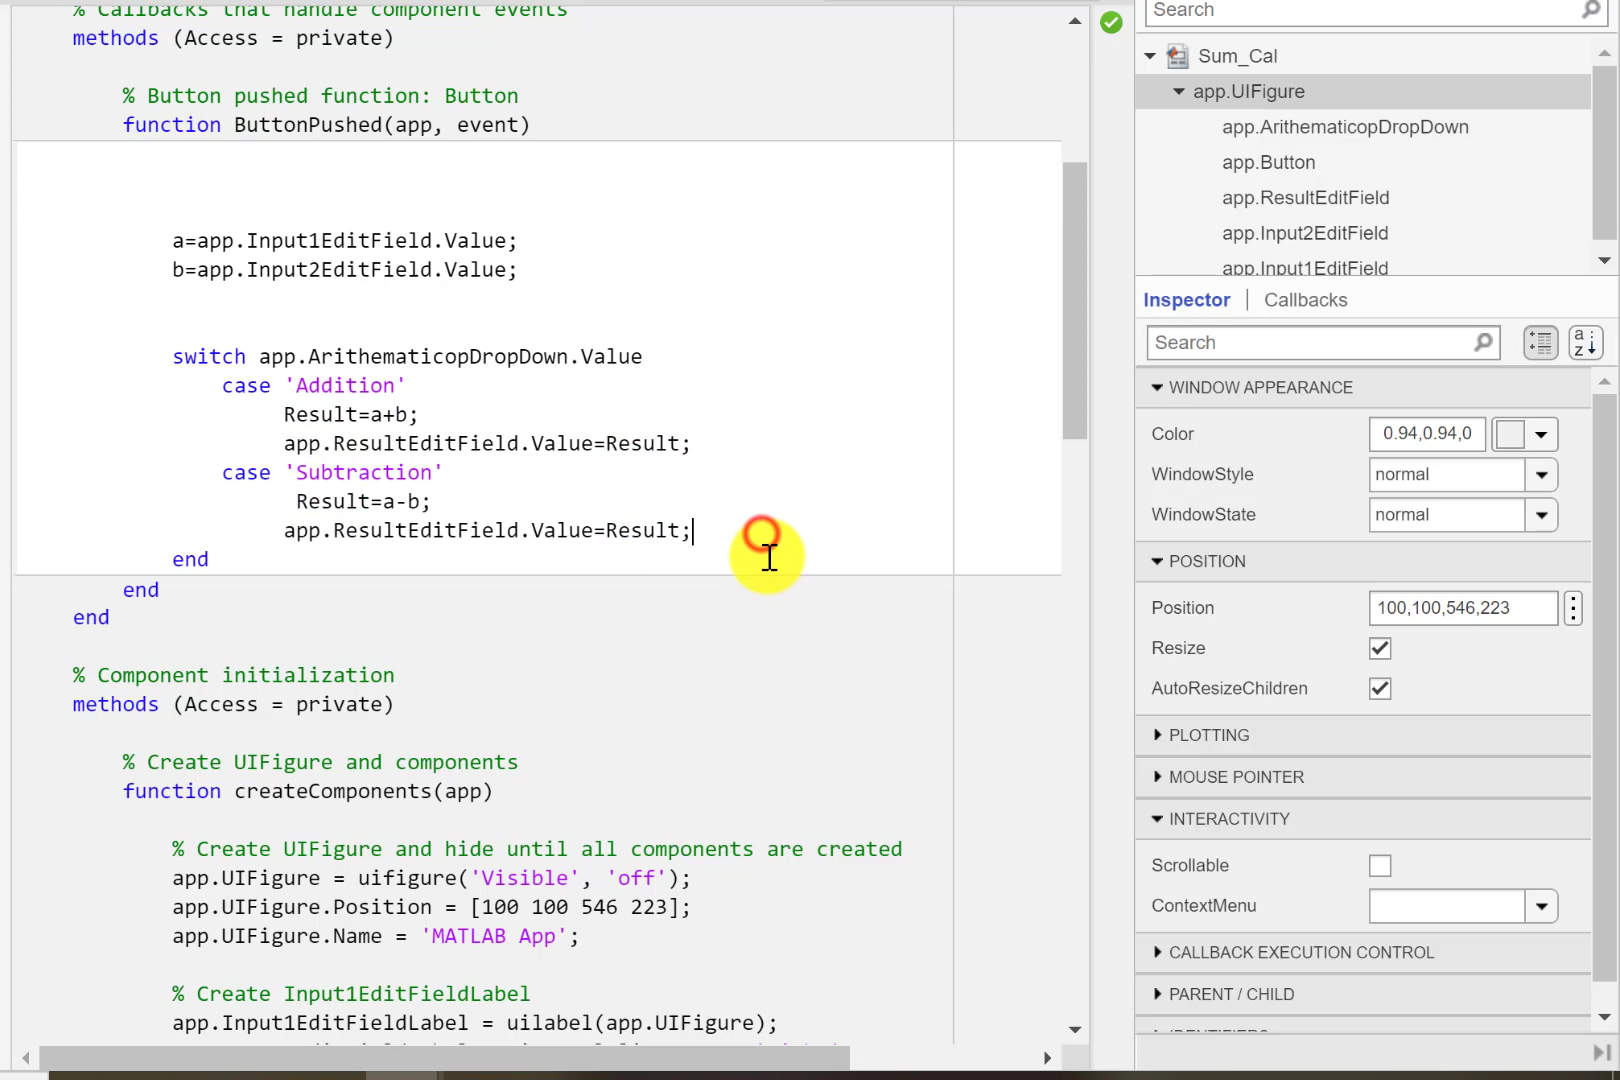 % Callbacks that handle component events
methods (Access = private)
% Button pushed function: Button
function ButtonPushed(app, event)
a=app.Input1EditField.Value;
b=app.Input2EditField.Value;
switch app.ArithematicopDropDown.Value
case 'Addition'
Result=a+b;
app.ResultEditField.Value=Result;
case 'Subtraction'
Result=a-b;
app.ResultEditField.Value=Result;
end
end
end
% Component initialization
methods (Access = private)
% Create UIFigure and components
function createComponents(app)
% Create UIFigure and hide until all components are created
app.UIFigure = uifigure('Visible', 'off');
app.UIFigure.Position = [100 100 546 223];
app.UIFigure.Name = 'MATLAB App';
% Create Input1EditFieldLabel
app.Input1EditFieldLabel = uilabel(app.UIFigure);
Search
Sum_Cal
app.UIFigure
app.ArithematicopDropDown
app.Button
app.ResultEditField
app.Input2EditField
app.Input1EditField
Inspector | Callbacks
Search
WINDOW APPEARANCE
Color 0.94,0.94,0
WindowStyle normal
WindowState normal
POSITION
Position 100,100,546,223
Resize
AutoResizeChildren
PLOTTING
MOUSE POINTER
INTERACTIVITY
Scrollable
ContextMenu
CALLBACK EXECUTION CONTROL
PARENT / CHILD
IDENTIFIERS